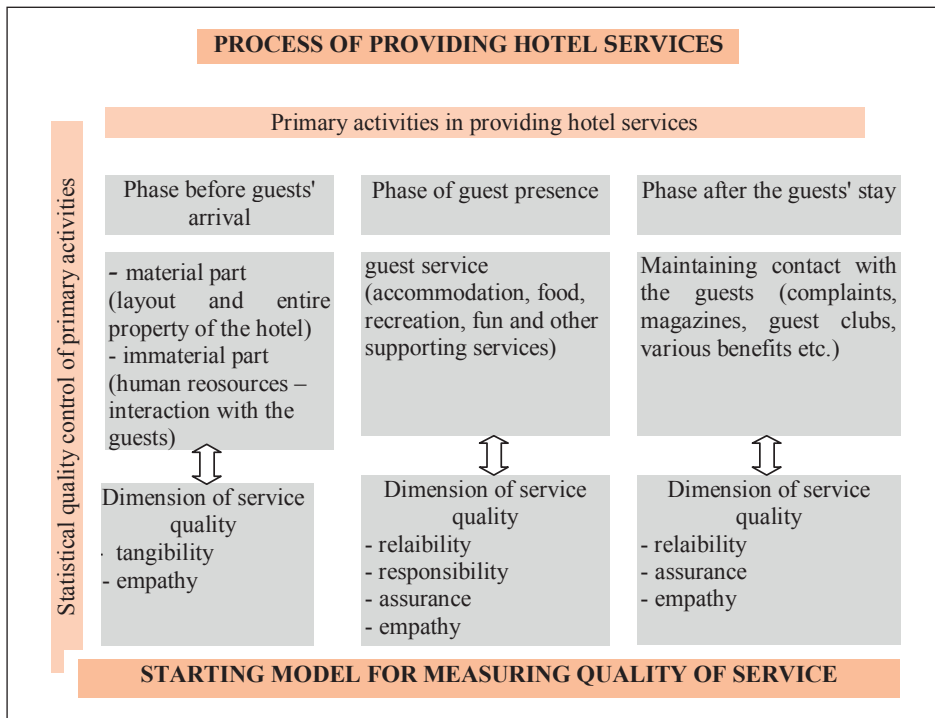 PROCESS OF PROVIDING HOTEL SERVICES
Primary activities in providing hotel services
Statistical quality control of primary activities
Phase before guests'
arrival
- material part
(layout and entire
property of the hotel)
- immaterial part
(human reosources –
interaction with the
guests)
Dimension of service
quality
- tangibility
- empathy
Phase of guest presence
guest service
(accommodation, food,
recreation, fun and other
supporting services)
Dimension of service
quality
- relaibility
- responsibility
- assurance
- empathy
Phase after the guests' stay
Maintaining contact with
the guests (complaints,
magazines, guest clubs,
various benefits etc.)
Dimension of service
quality
- relaibility
- assurance
- empathy
STARTING MODEL FOR MEASURING QUALITY OF SERVICE